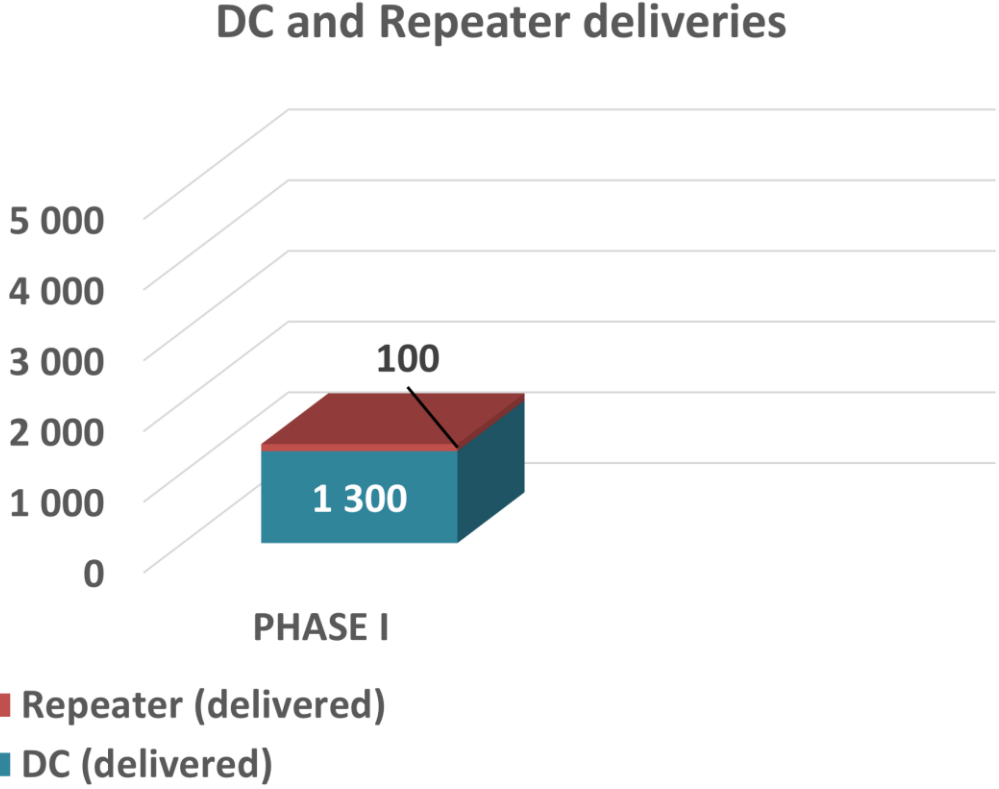 DC and Repeater deliveries
5 000
4 000
3 000
2 000
1 000
0
100
1 300
PHASE I
Repeater (delivered)
DC (delivered)